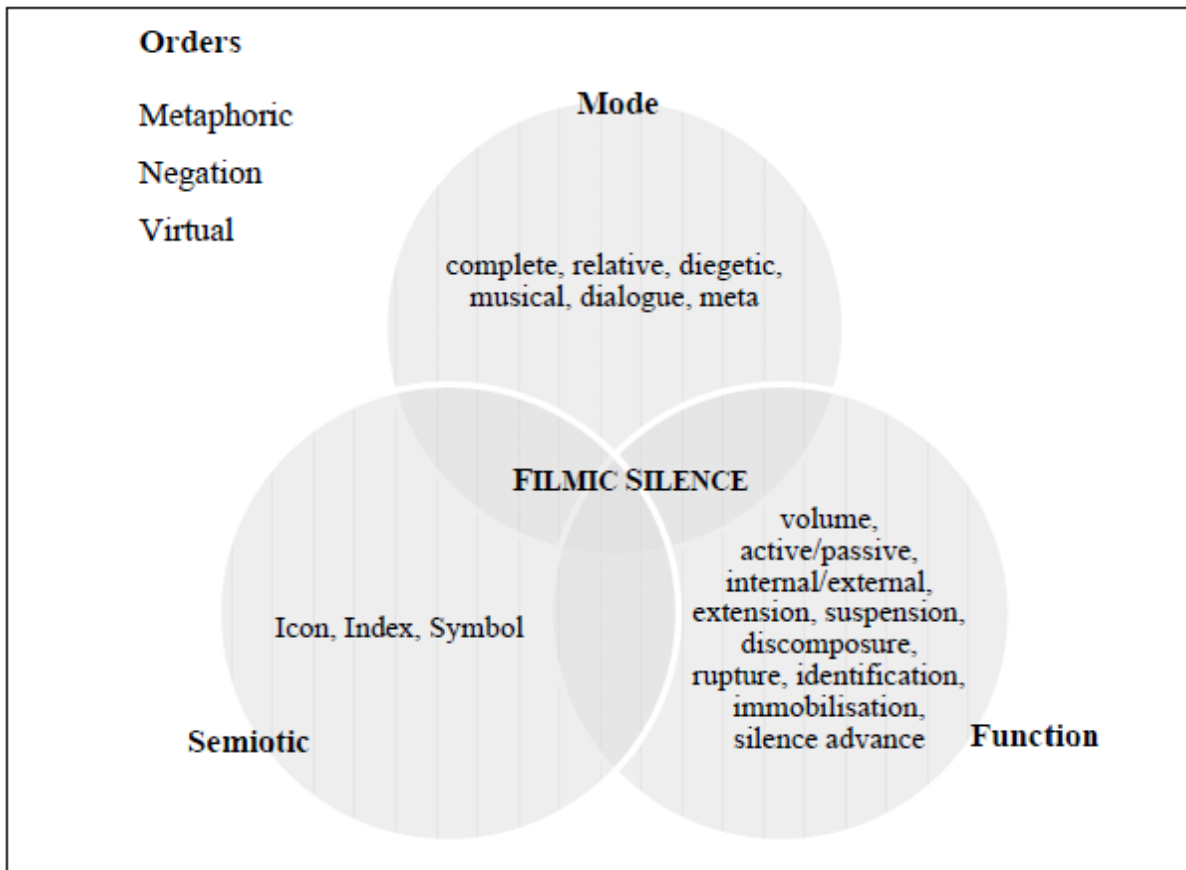 Orders
Metaphoric
Negation
Virtual
Mode
complete, relative, diegetic,
musical, dialogue, meta
FILMIC SILENCE
volume,
active/passive,
internal/external,
extension, suspension,
discomposure,
rupture, identification,
immobilisation,
silence advance
Icon, Index, Symbol
Semiotic
Function